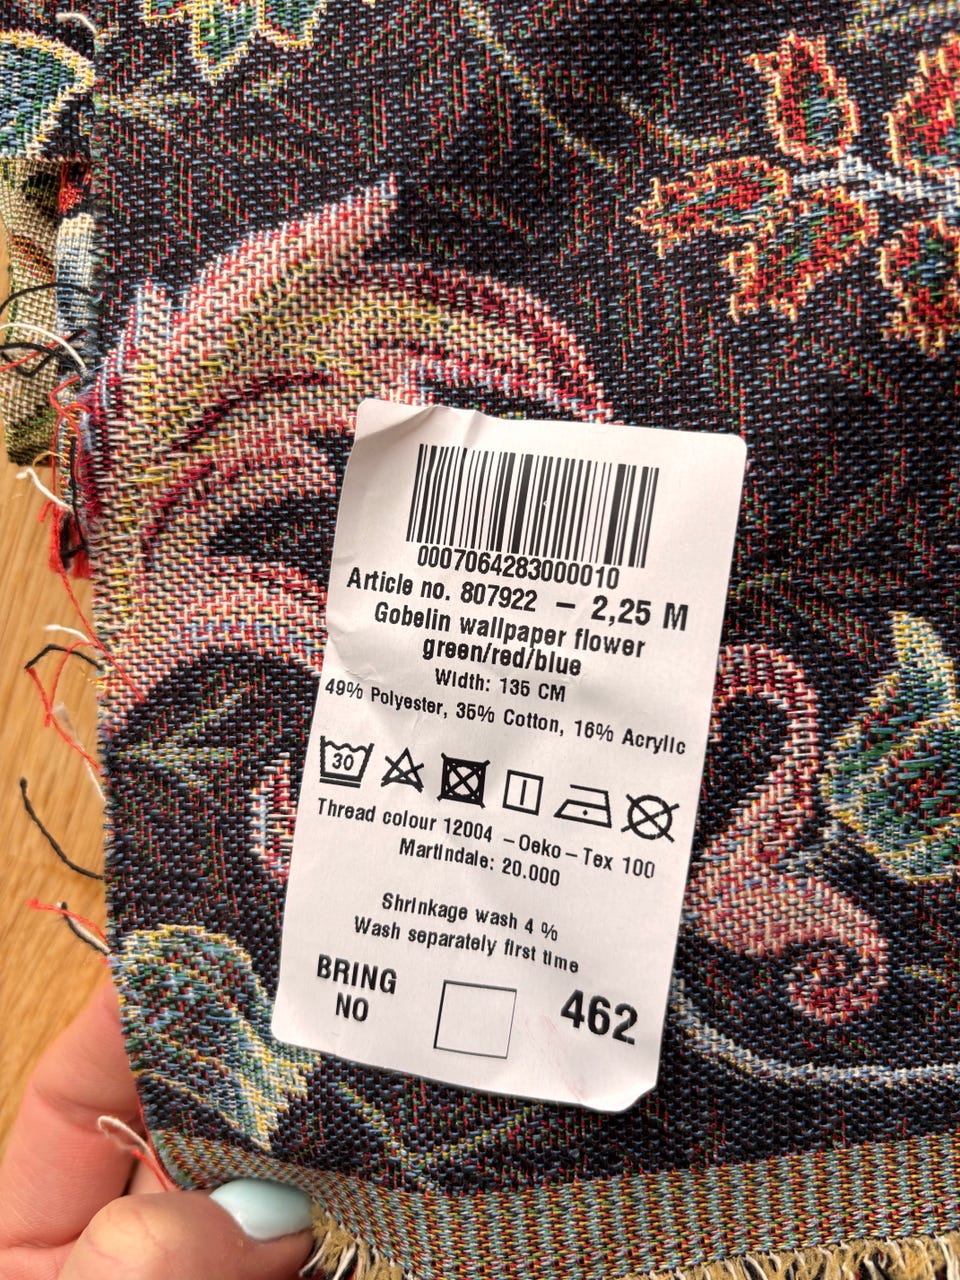 0007064283000010
Article no. 807922 – 2,25 M
Gobelin wallpaper flower
green/red/blue
Width: 135 CM
49% Polyester, 35% Cotton, 16% Acrylic
30
Thread colour 12004 – Oeko – Tex 100
Martindale: 20.000
Shrinkage wash 4 %
Wash separately first time
BRING
NO
462